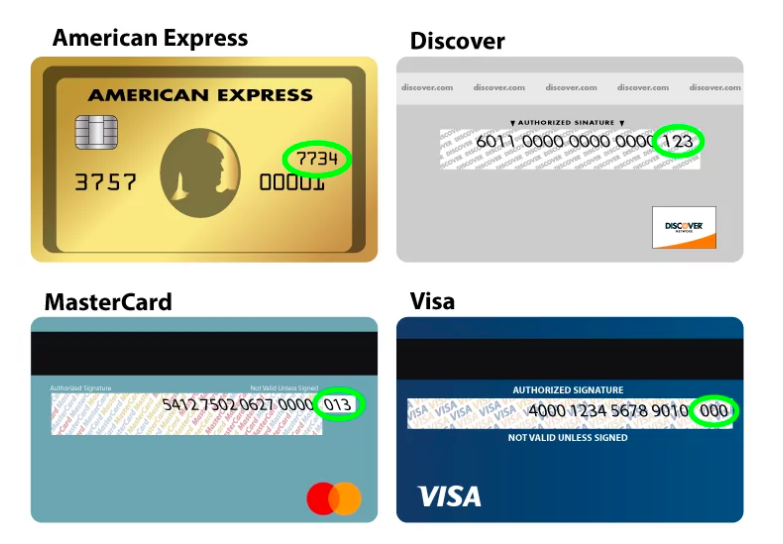 American Express
AMERICAN EXPRESS
7734
3757 00001
Discover
discover.com discover.com discover.com discover.com discover.com
▼ AUTHORIZED SINATURE ▼
6011 0000 0000 0000 123
DISCOVER
NETWORK
MasterCard
Authorized Signature Not Valid Unless Signed
5412 7502 0627 0000 013
Visa
AUTHORIZED SIGNATURE
4000 1234 5678 9010 000
NOT VALID UNLESS SIGNED
VISA